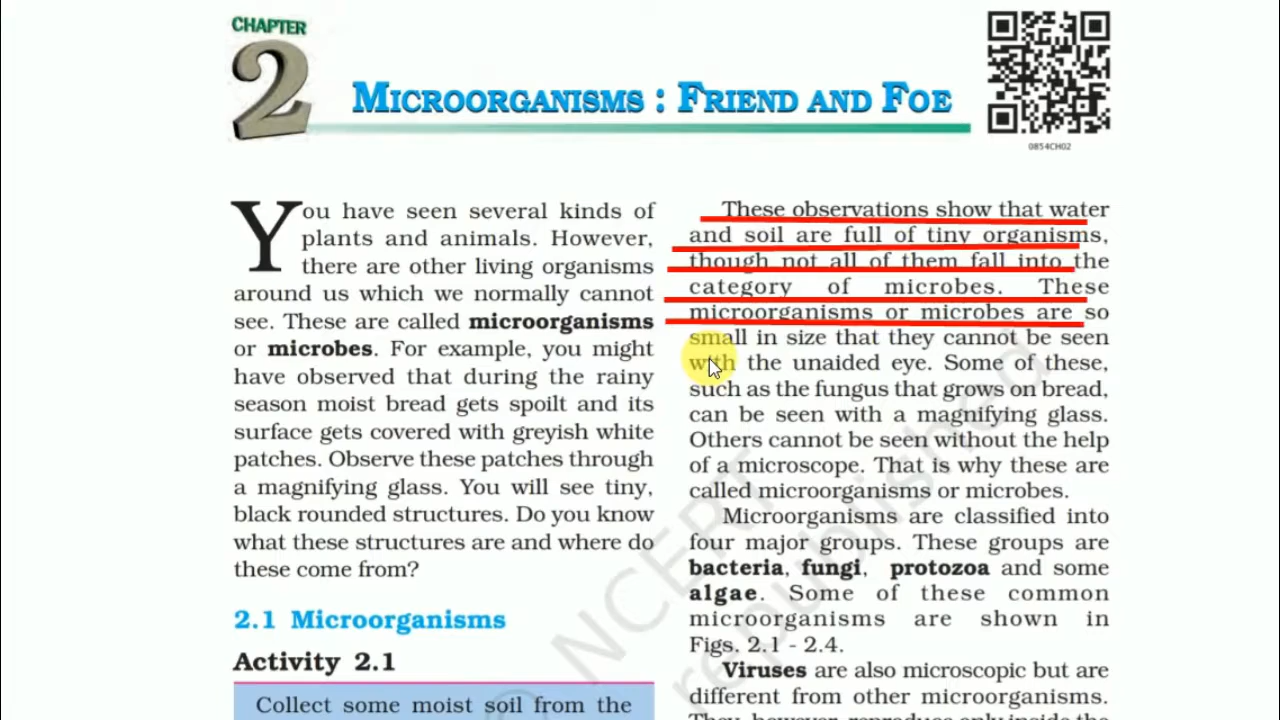 CHAPTER
2
MICROORGANISMS : FRIEND AND FOE
0854CH02
You have seen several kinds of
plants and animals. However,
there are other living organisms
around us which we normally cannot
see. These are called microorganisms
or microbes. For example, you might
have observed that during the rainy
season moist bread gets spoilt and its
surface gets covered with greyish white
patches. Observe these patches through
a magnifying glass. You will see tiny,
black rounded structures. Do you know
what these structures are and where do
these come from?
2.1 Microorganisms
Activity 2.1
Collect some moist soil from the
These observations show that water
and soil are full of tiny organisms,
though not all of them fall into the
category of microbes. These
microorganisms or microbes are so
small in size that they cannot be seen
with the unaided eye. Some of these,
such as the fungus that grows on bread,
can be seen with a magnifying glass.
Others cannot be seen without the help
of a microscope. That is why these are
called microorganisms or microbes.
Microorganisms are classified into
four major groups. These groups are
bacteria, fungi, protozoa and some
algae. Some of these common
microorganisms are shown in
Figs. 2.1 - 2.4.
Viruses are also microscopic but are
different from other microorganisms.
They, however, reproduce only inside the
© NCERT
republished